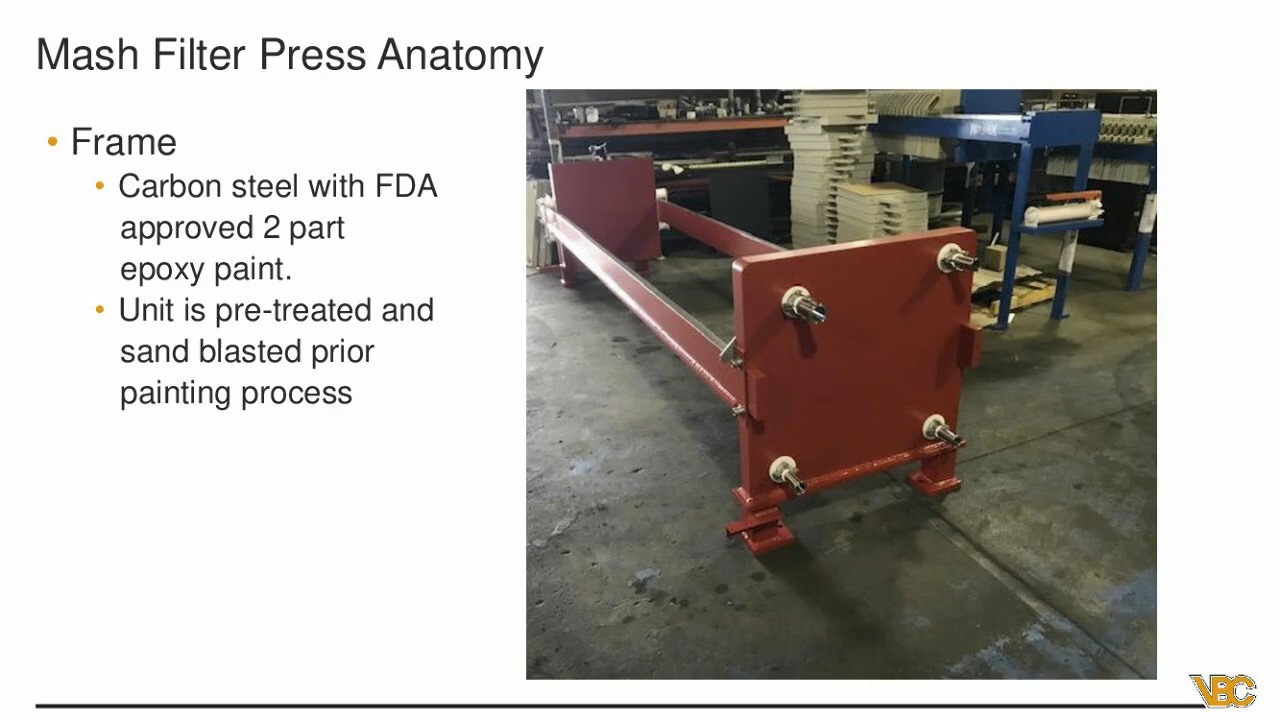 Mash Filter Press Anatomy
• Frame
• Carbon steel with FDA
approved 2 part
epoxy paint.
• Unit is pre-treated and
sand blasted prior
painting process
VBC